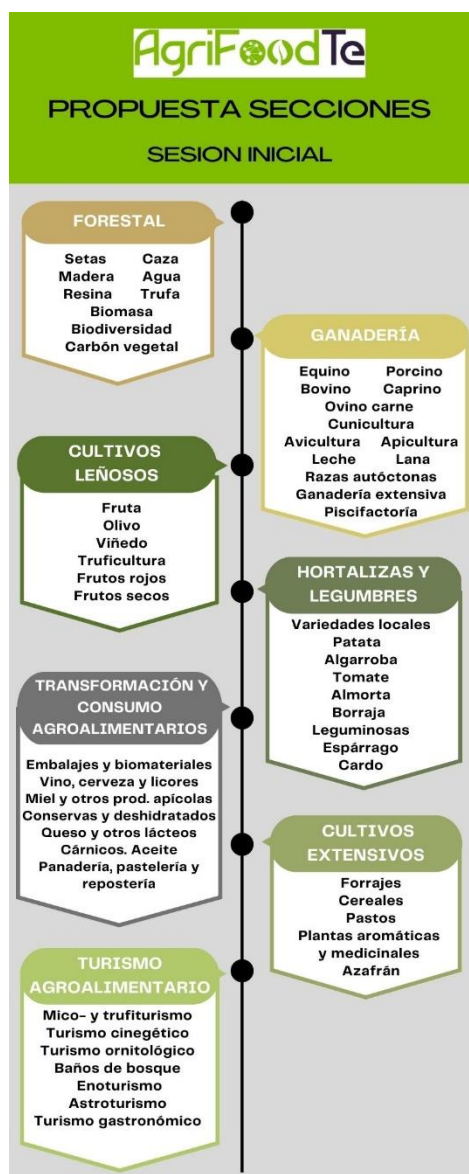 AgriFoodTe
PROPUESTA SECCIONES
SESION INICIAL
FORESTAL
Setas Caza
Madera Agua
Resina Trufa
Biomasa
Biodiversidad
Carbón vegetal
GANADERÍA
Equino Porcino
Bovino Caprino
Ovino carne
Cunicultura
Avicultura Apicultura
Leche Lana
Razas autóctonas
Ganadería extensiva
Piscifactoría
CULTIVOS
LEÑOSOS
Fruta
Olivo
Viñedo
Truficultura
Frutos rojos
Frutos secos
HORTALIZAS Y
LEGUMBRES
Variedades locales
Patata
Algarroba
Tomate
Almorta
Borraja
Leguminosas
Espárrago
Cardo
TRANSFORMACIÓN Y
CONSUMO
AGROALIMENTARIOS
Embalajes y biomateriales
Vino, cerveza y licores
Miel y otros prod. apícolas
Conservas y deshidratados
Queso y otros lácteos
Cárnicos. Aceite
Panadería, pastelería y
repostería
CULTIVOS
EXTENSIVOS
Forrajes
Cereales
Pastos
Plantas aromáticas
y medicinales
Azafrán
TURISMO
AGROALIMENTARIO
Mico- y trufiturismo
Turismo cinegético
Turismo ornitológico
Baños de bosque
Enoturismo
Astroturismo
Turismo gastronómico